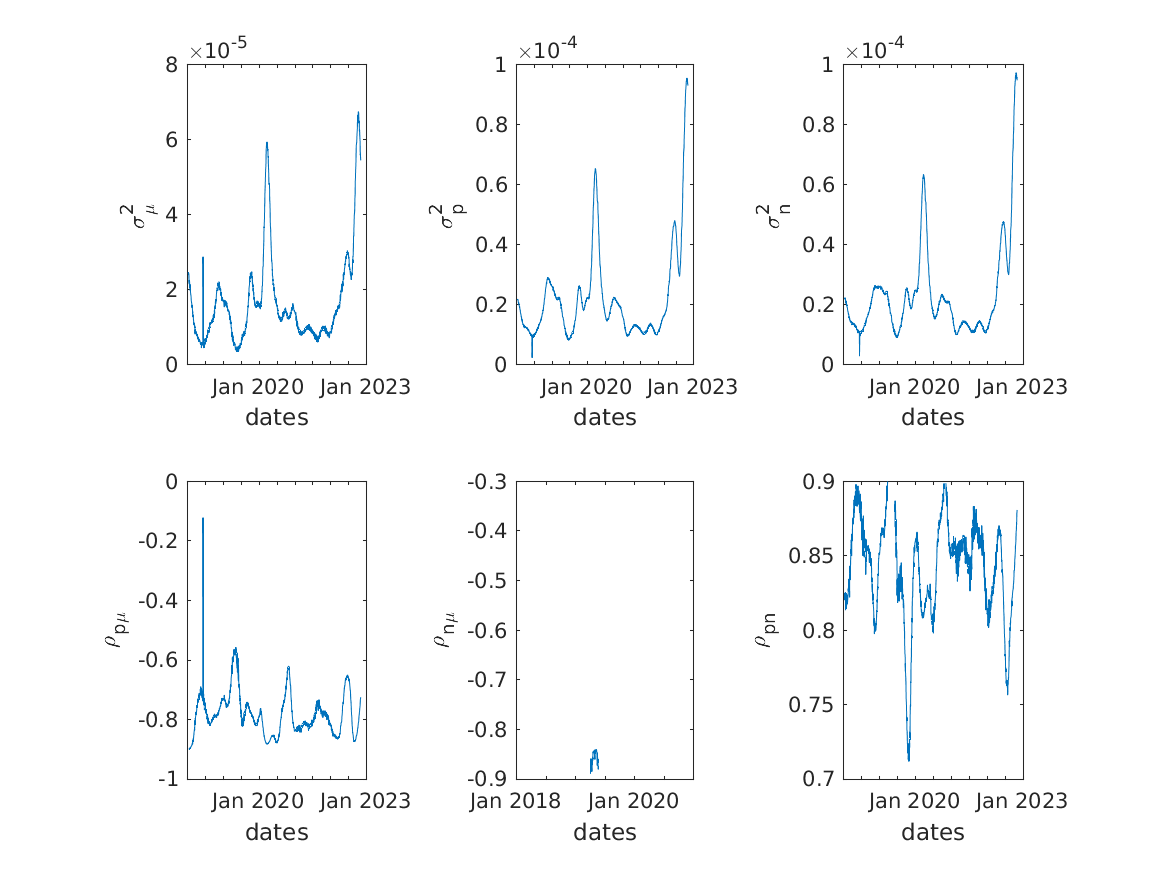 ×10⁻⁵
8
6
4
2
0
σ²_μ
Jan 2020 Jan 2023
dates
×10⁻⁴
1
0.8
0.6
0.4
0.2
0
σ²_p
Jan 2020 Jan 2023
dates
×10⁻⁴
1
0.8
0.6
0.4
0.2
0
σ²_n
Jan 2020 Jan 2023
dates
0
-0.2
-0.4
-0.6
-0.8
-1
ρ_pμ
Jan 2020 Jan 2023
dates
-0.3
-0.4
-0.5
-0.6
-0.7
-0.8
-0.9
ρ_nμ
Jan 2018 Jan 2020
dates
0.9
0.85
0.8
0.75
0.7
ρ_pn
Jan 2020 Jan 2023
dates